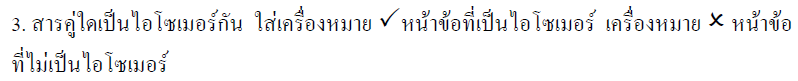 3. สารคู่ใดเป็นไอโซเมอร์กัน ใส่เครื่องหมาย ✓ หน้าข้อที่เป็นไอโซเมอร์ เครื่องหมาย × หน้าข้อ
ที่ไม่เป็นไอโซเมอร์